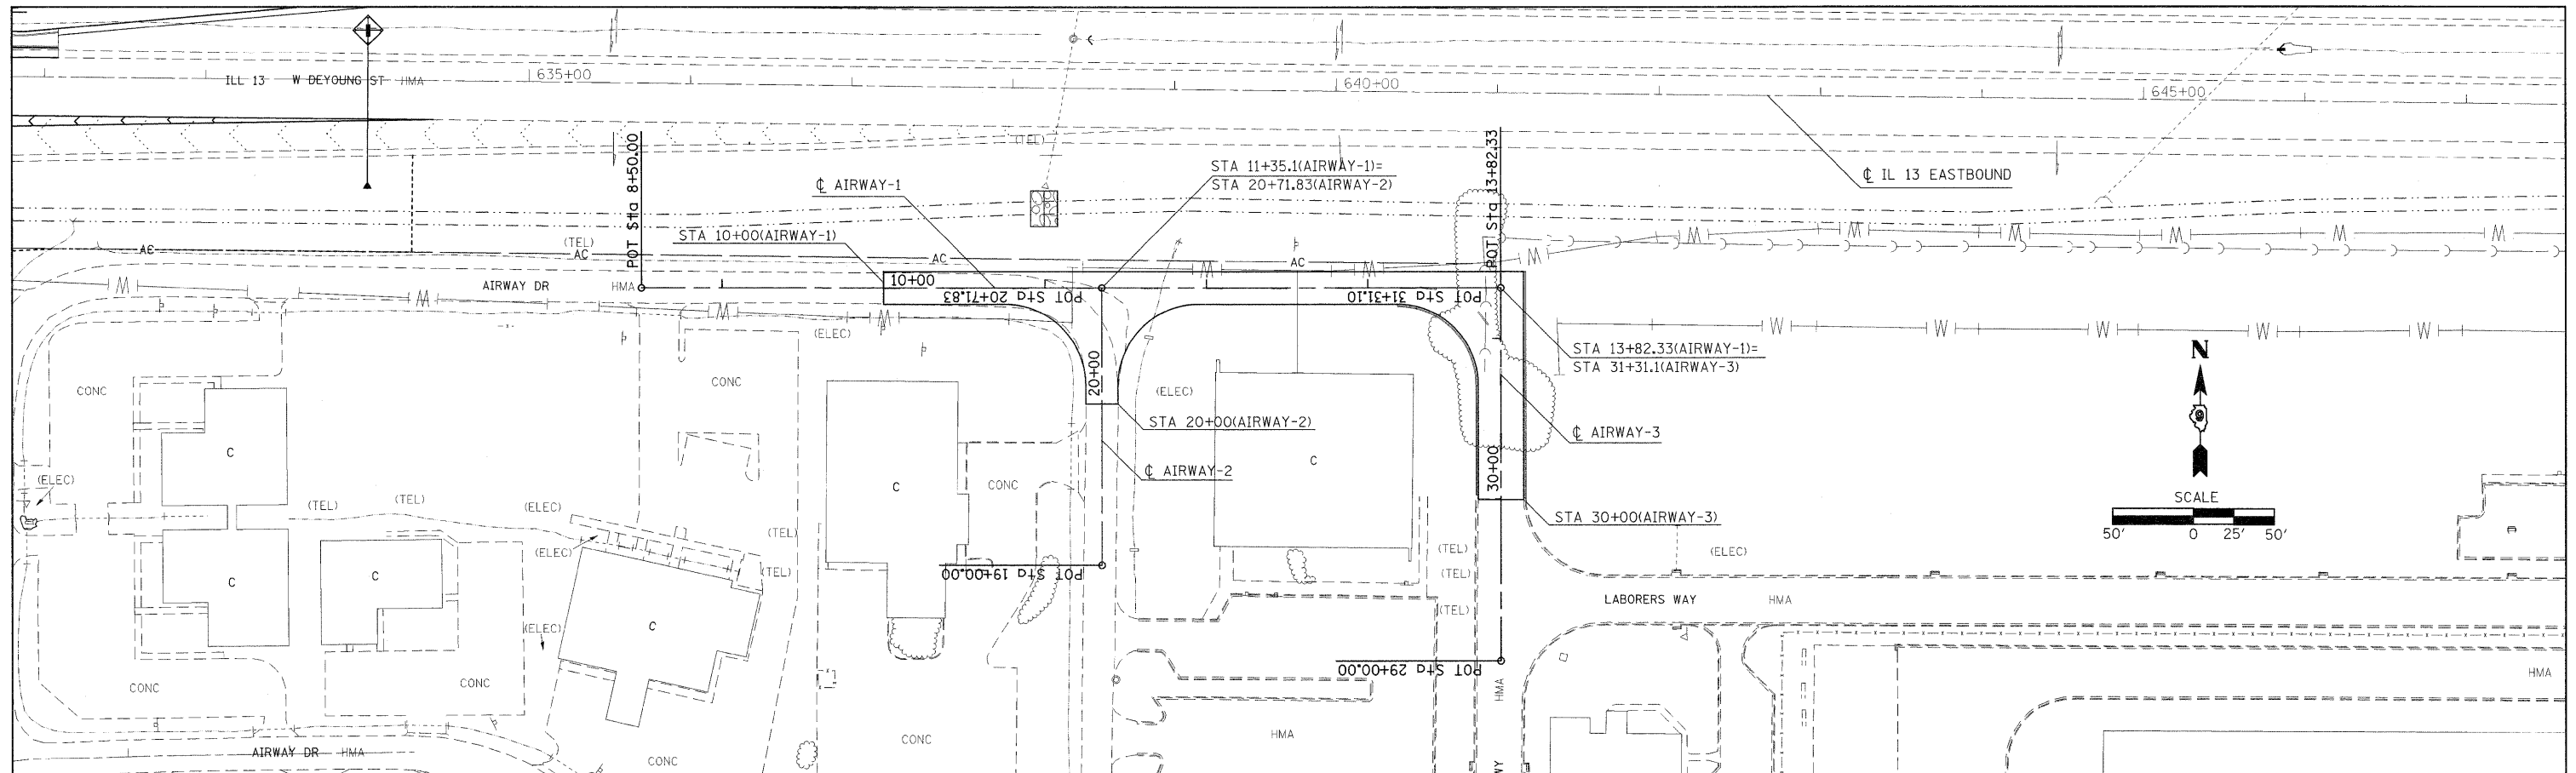 ILL 13 W DEYOUNG ST HMA
635+00
640+00
645+00
(TEL)
POT Sta 8+50.00
POT Sta 13+82.33
STA 11+35.1(AIRWAY-1)=
STA 20+71.83(AIRWAY-2)
℄ AIRWAY-1
℄ IL 13 EASTBOUND
STA 10+00(AIRWAY-1)
(TEL)
AC
AC
AC
AC
W
W
W
W
W
W
W
W
W
AIRWAY DR
HMA
10+00
POT Sta 20+71.83
POT Sta 31+31.10
W
W
W
W
(ELEC)
W
W
W
W
W
STA 13+82.33(AIRWAY-1)=
STA 31+31.1(AIRWAY-3)
N
CONC
CONC
20+00
(ELEC)
STA 20+00(AIRWAY-2)
℄ AIRWAY-3
C
30+00
℄ AIRWAY-2
C
(ELEC)
C
CONC
SCALE
50' 0 25' 50'
(TEL)
(TEL)
(ELEC)
STA 30+00(AIRWAY-3)
(TEL)
(ELEC)
(TEL)
(ELEC)
(TEL)
(TEL)
C
C
POT Sta 19+00.00
LABORERS WAY
HMA
(TEL)
(ELEC)
C
POT Sta 29+00.00
CONC
CONC
HMA
HMA
AIRWAY DR HMA
CONC
CONC
HMA
WY